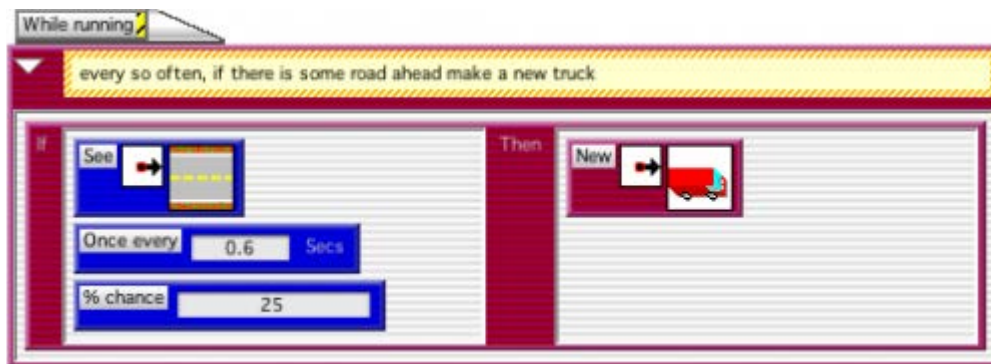 While running
every so often, if there is some road ahead make a new truck
If
See
Then
New
Once every 0.6 Secs
% chance 25